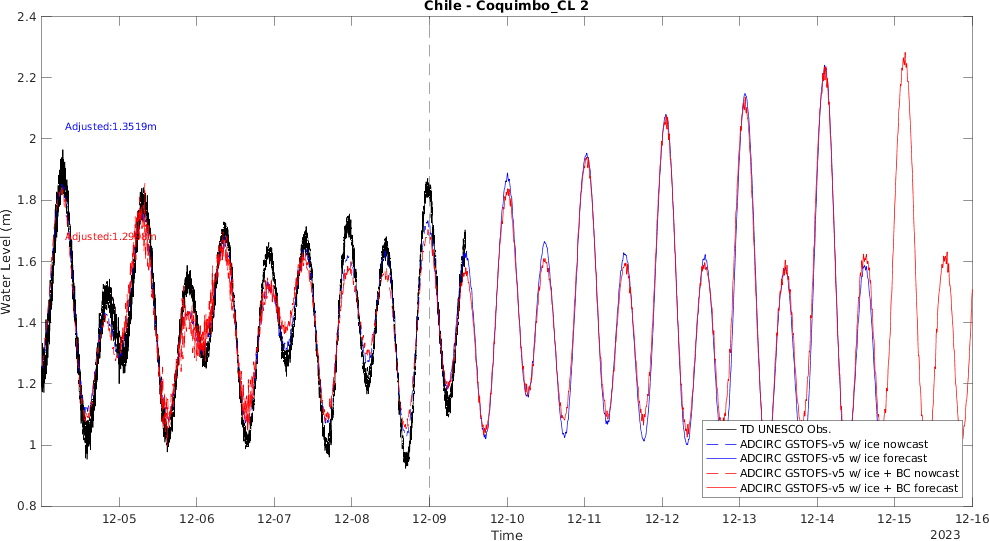 Chile - Coquimbo_CL 2
2.4
2.2
2
1.8
1.6
1.4
1.2
1
0.8
Water Level (m)
Adjusted:1.3519m
TD UNESCO Obs.
ADCIRC GSTOFS-v5 w/ ice nowcast
ADCIRC GSTOFS-v5 w/ ice forecast
ADCIRC GSTOFS-v5 w/ ice + BC nowcast
ADCIRC GSTOFS-v5 w/ ice + BC forecast
12-05 12-06 12-07 12-08 12-09 12-10 12-11 12-12 12-13 12-14 12-15 12-16
Time
2023